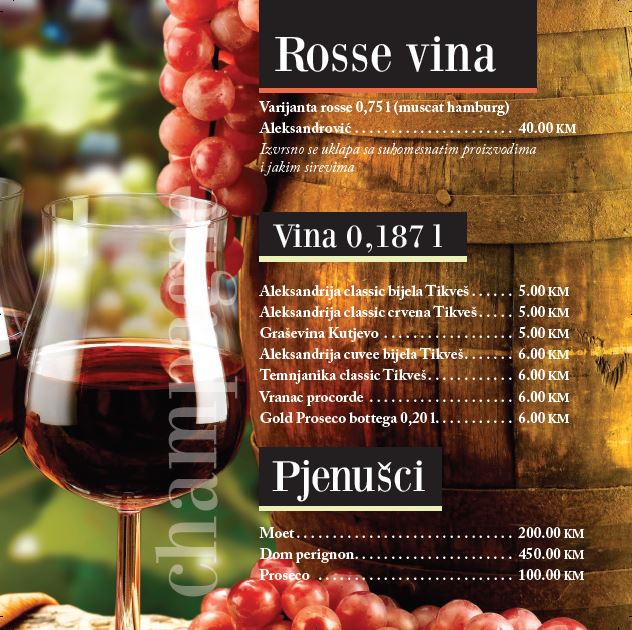 Rosse vina
Varijanta rosse 0,75 l (muscat hamburg)
Aleksandrović ...................... 40.00 KM
Izvrsno se uklapa sa suhomesnatim proizvodima
i jakim sirevima
Vina 0,187 l
Aleksandrija classic bijela Tikveš ...... 5.00 KM
Aleksandrija classic crvena Tikveš ..... 5.00 KM
Graševina Kutjevo .................. 5.00 KM
Aleksandrija cuvee bijela Tikveš ....... 6.00 KM
Temnjanika classic Tikveš ............ 6.00 KM
Vranac procorde .................... 6.00 KM
Gold Proseco bottega 0,20 l ........... 6.00 KM
champagne
Pjenušci
Moet .............................. 200.00 KM
Dom perignon ...................... 450.00 KM
Proseco ........................... 100.00 KM